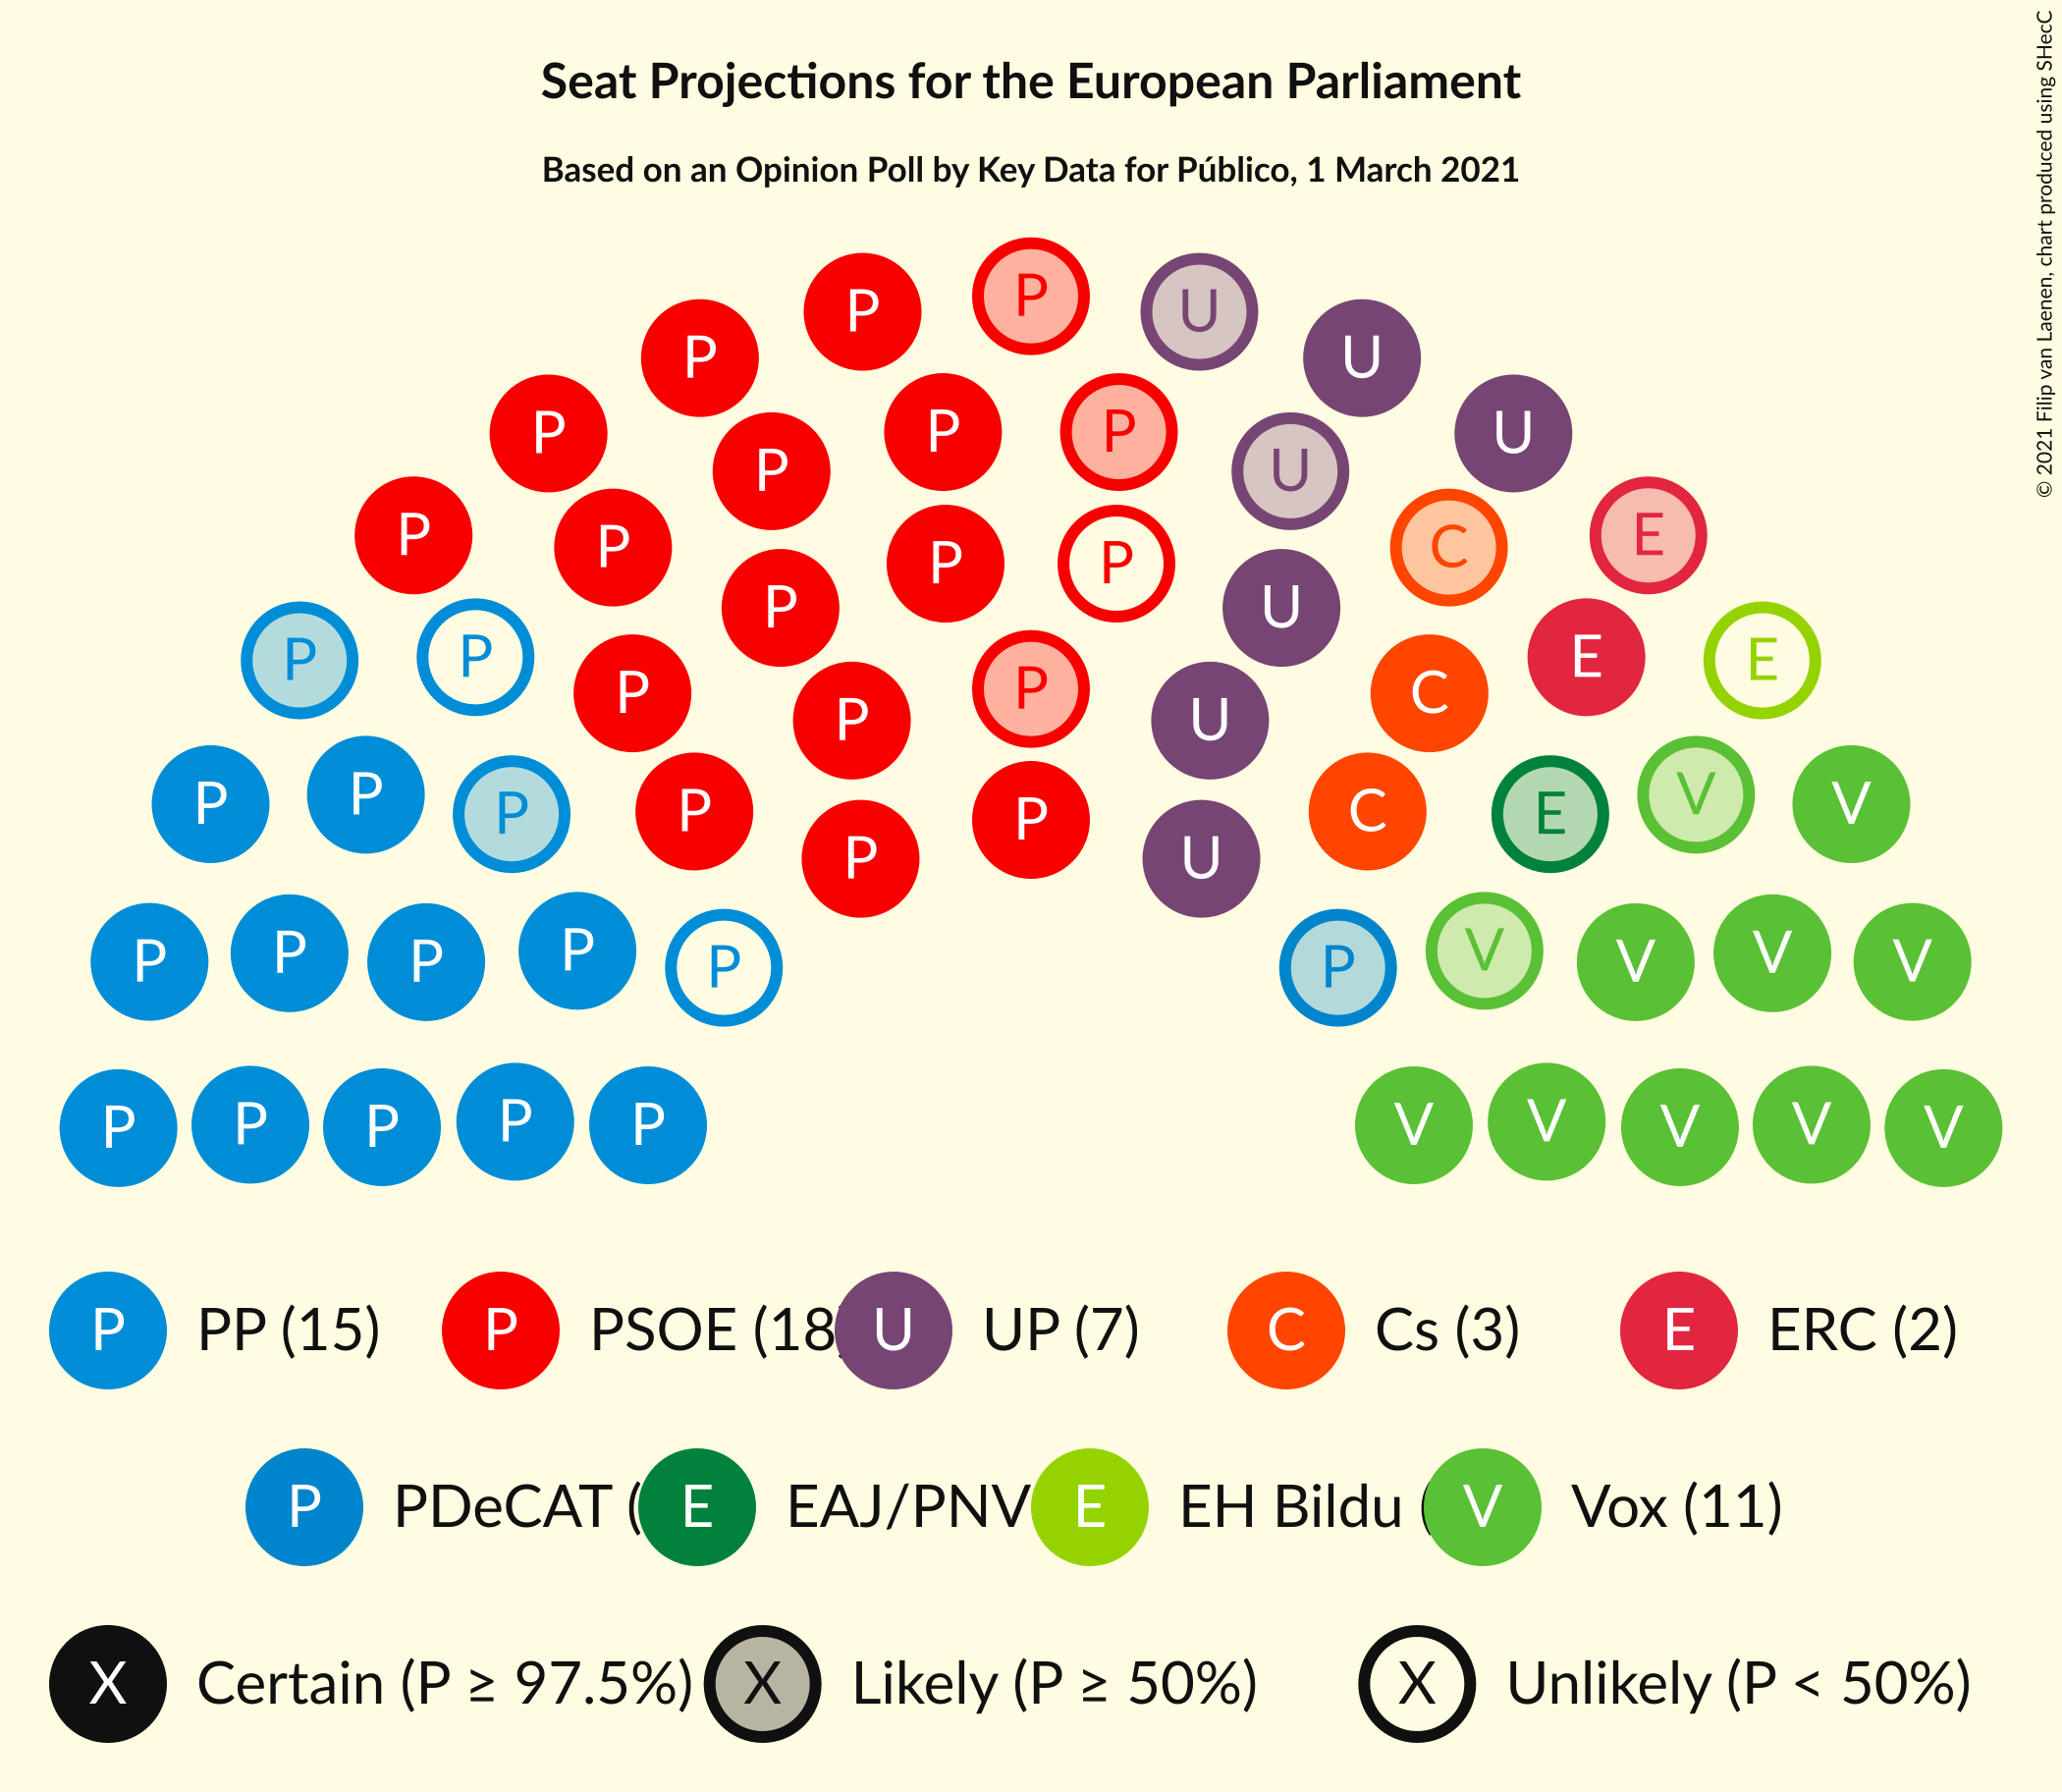 Seat Projections for the European Parliament
Based on an Opinion Poll by Key Data for Público, 1 March 2021
© 2021 Filip van Laenen, chart produced using SHecC
P
P U
P U
P P
P U
P U
P C E
P P
P P
P U
P E
P P E
P C
P P
P U
P P V
P V
P C
P E
P
P U
P P V V
P P V V
P P
P P P V V
P P V V V
P PP (15) P PSOE (18 U UP (7) C Cs (3) E ERC (2)
P PDeCAT ( E EAJ/PNV E EH Bildu ( V Vox (11)
X Certain (P ≥ 97.5%) X Likely (P ≥ 50%) X Unlikely (P < 50%)